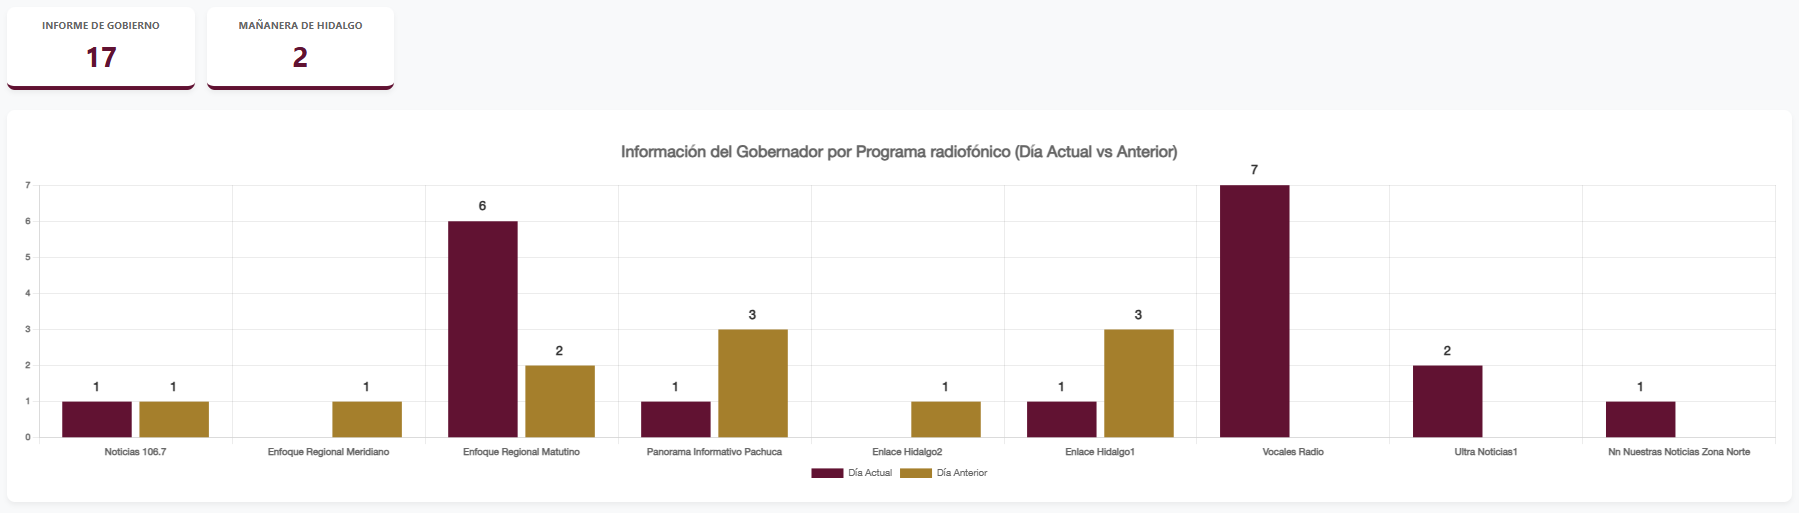 INFORME DE GOBIERNO
17
MAÑANERA DE HIDALGO
2
Información del Gobernador por Programa radiofónico (Día Actual vs Anterior)
7
6
5
4
3
2
1
0
1
1
1
6
2
1
3
1
1
3
7
2
1
Noticias 106.7
Enfoque Regional Meridiano
Enfoque Regional Matutino
Panorama Informativo Pachuca
Enlace Hidalgo2
Enlace Hidalgo1
Vocales Radio
Ultra Noticias1
Nn Nuestras Noticias Zona Norte
Día Actual
Día Anterior